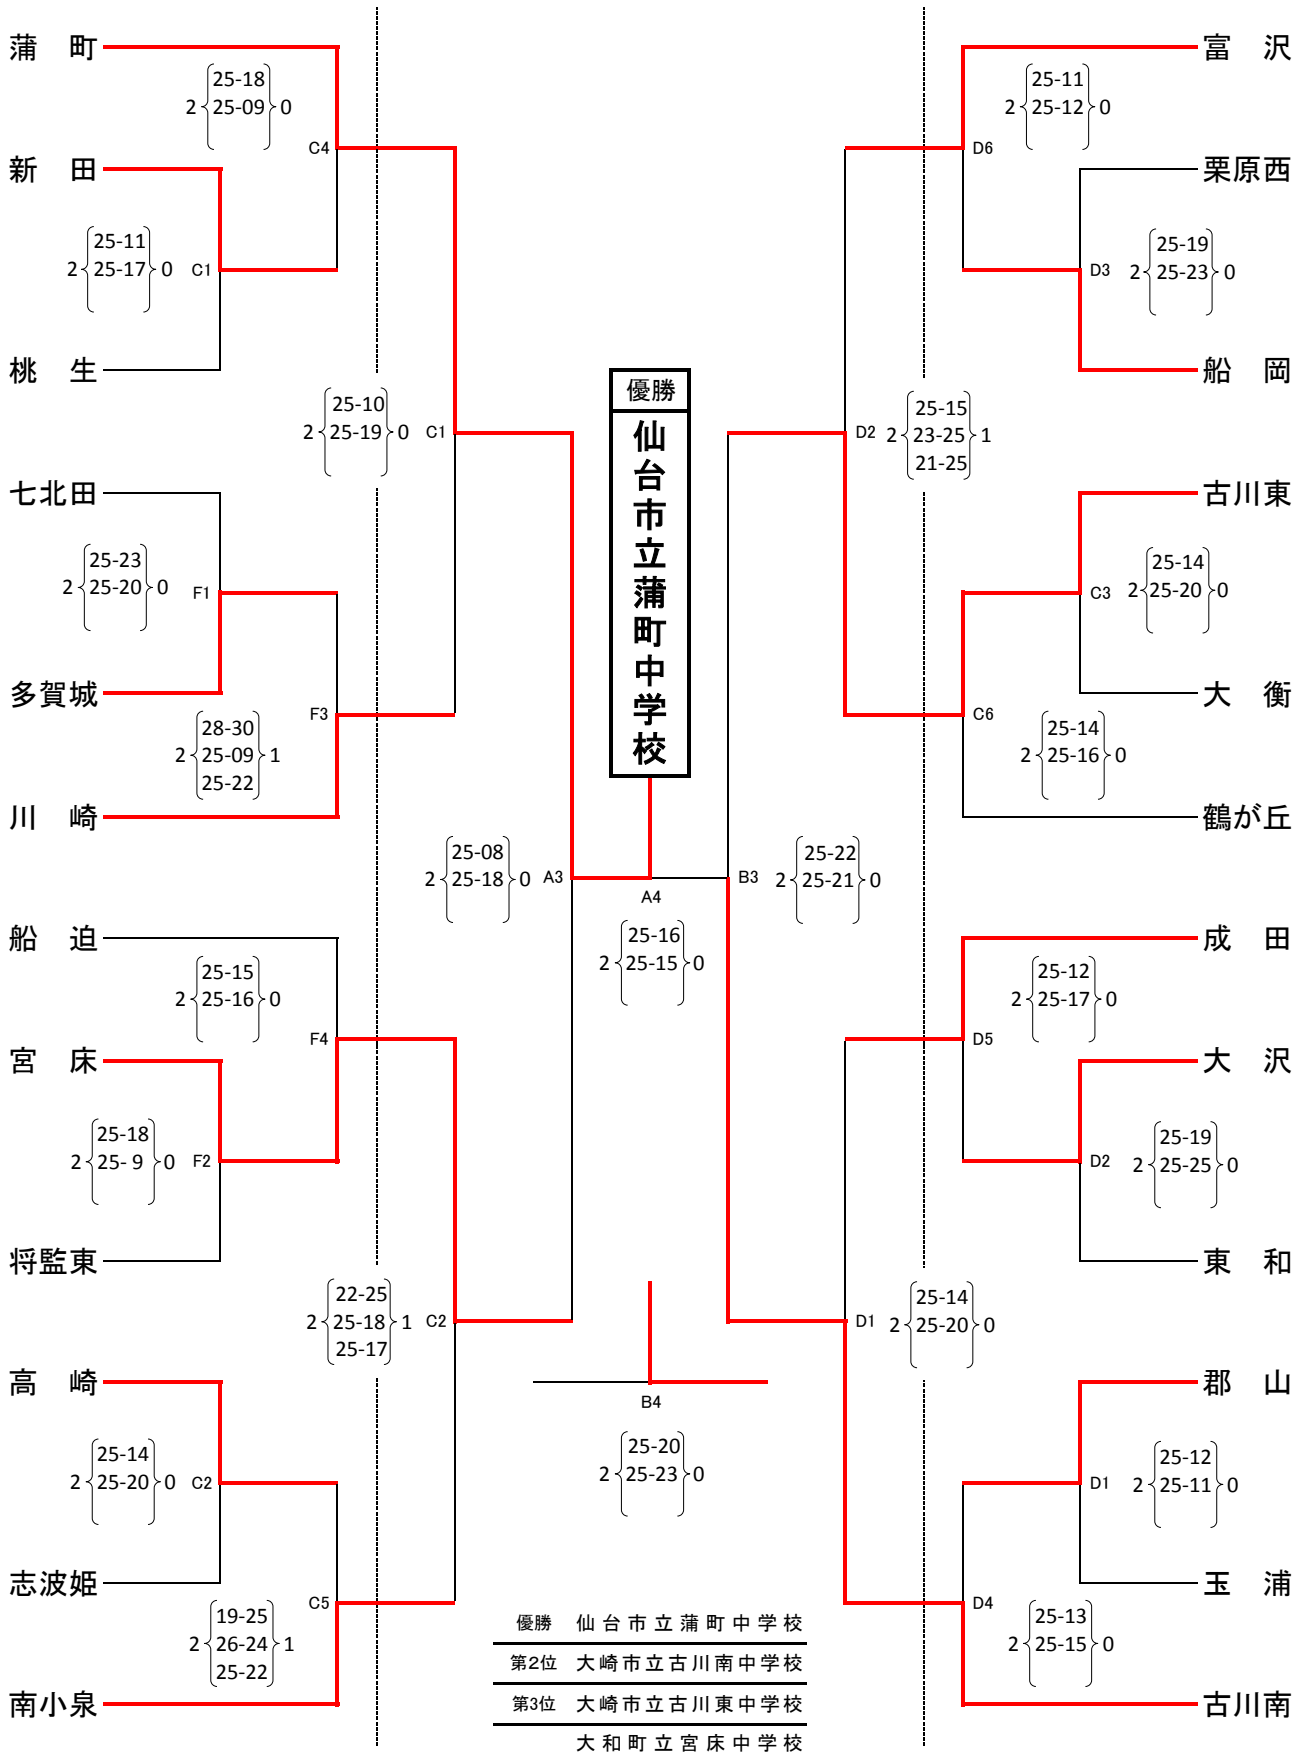 蒲　町
25-18
2 25-09 0
C4
新　田
25-11
2 25-17 0
C1
桃　生
25-10
2 25-19 0
C1
七北田
25-23
2 25-20 0
F1
多賀城
F3
28-30
2 25-09 1
25-22
川　崎
25-08
2 25-18 0
A3
船　迫
25-15
2 25-16 0
F4
宮　床
25-18
2 25- 9 0
F2
将監東
22-25
2 25-18 1
25-17
C2
高　崎
25-14
2 25-20 0
C2
志波姫
C5
19-25
2 26-24 1
25-22
南小泉
優勝
仙台市立蒲町中学校
A4
25-16
2 25-15 0
B4
25-20
2 25-23 0
優勝　仙台市立蒲町中学校
第2位　大崎市立古川南中学校
第3位　大崎市立古川東中学校
大和町立宮床中学校
富　沢
25-11
2 25-12 0
D6
栗原西
25-19
D3 2 25-23 0
船　岡
25-15
D2 2 23-25 1
21-25
古川東
25-14
C3 2 25-20 0
大　衡
C6
25-14
2 25-16 0
鶴が丘
25-22
B3 2 25-21 0
成　田
25-12
2 25-17 0
D5
大　沢
25-19
D2 2 25-25 0
東　和
25-14
D1 2 25-20 0
郡　山
25-12
D1 2 25-11 0
玉　浦
D4
25-13
2 25-15 0
古川南